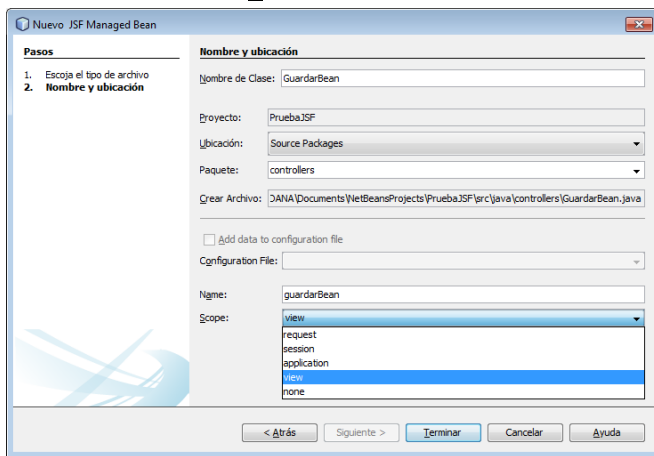 Nuevo JSF Managed Bean
Pasos
1. Escoja el tipo de archivo
2. Nombre y ubicación
Nombre y ubicación
Nombre de Clase: GuardarBean
Proyecto: PruebaJSF
Ubicación: Source Packages
Paquete: controllers
Crear Archivo: DANA\Documents\NetBeansProjects\PruebaJSF\src\java\controllers\GuardarBean.java
Add data to configuration file
Configuration File:
Name: guardarBean
Scope: view
request
session
application
view
none
< Atrás Siguiente > Terminar Cancelar Ayuda